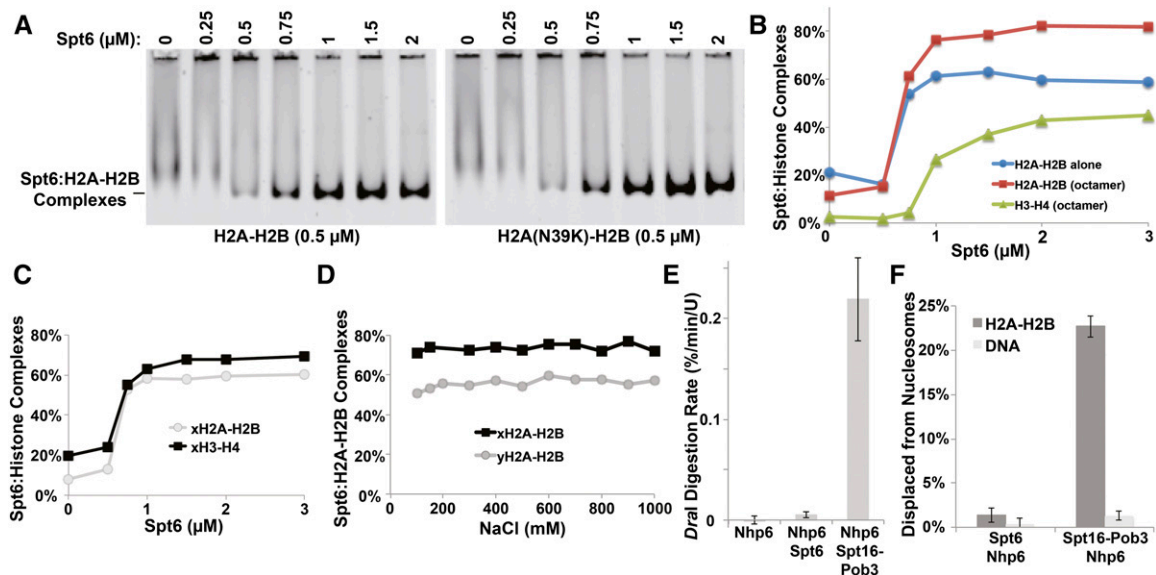 A
Spt6 (µM):
0
0.25
0.5
0.75
1
1.5
2
0
0.25
0.5
0.75
1
1.5
2
Spt6:H2A-H2B
Complexes
H2A-H2B (0.5 µM)
H2A(N39K)-H2B (0.5 µM)
B
Spt6:Histone Complexes
80%
60%
40%
20%
0%
H2A-H2B alone
H2A-H2B (octamer)
H3-H4 (octamer)
0
1
2
3
Spt6 (µM)
C
Spt6:Histone Complexes
80%
60%
40%
20%
0%
xH2A-H2B
xH3-H4
0
1
2
3
Spt6 (µM)
D
Spt6:H2A-H2B Complexes
80%
60%
40%
20%
0%
xH2A-H2B
yH2A-H2B
0
200
400
600
800
1000
NaCl (mM)
E
DraI Digestion Rate (%/min/U)
0.2
0.1
0
Nhp6
Nhp6
Spt6
Nhp6
Spt16-
Pob3
F
Displaced from Nucleosomes
25%
20%
15%
10%
5%
0%
H2A-H2B
DNA
Spt6
Nhp6
Spt16-Pob3
Nhp6